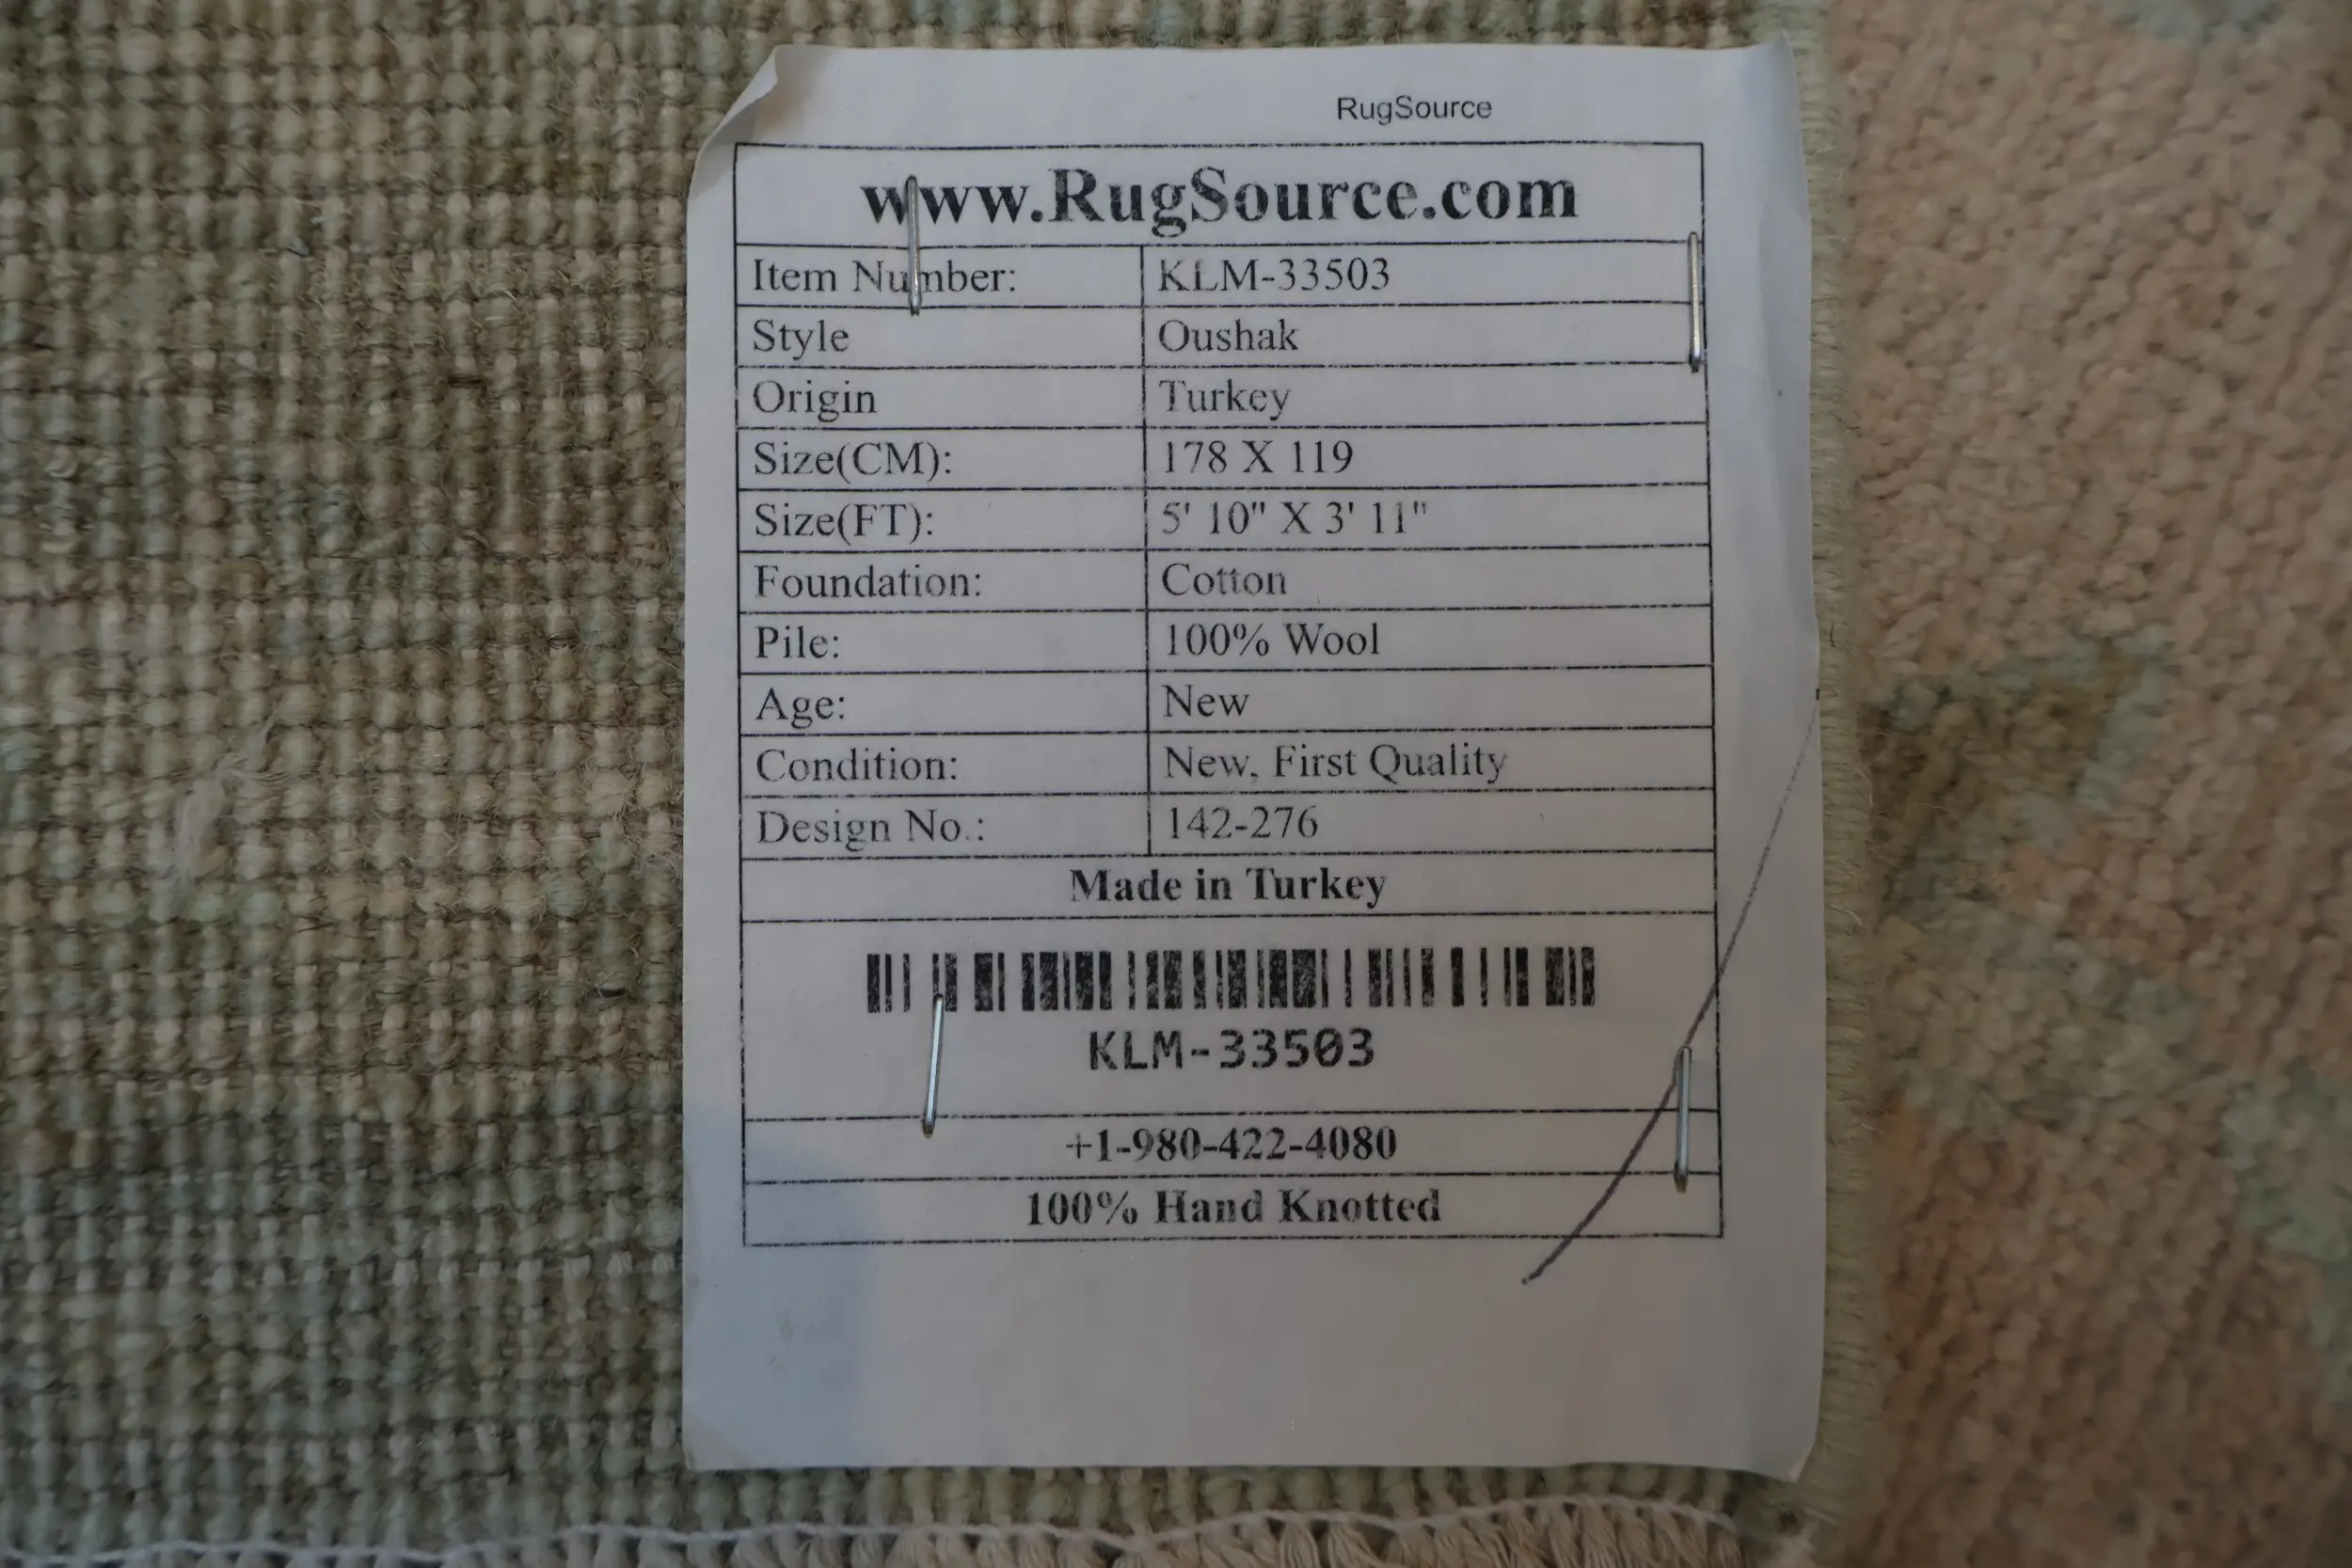 RugSource
www.RugSource.com
Item Number: KLM-33503
Style Oushak
Origin Turkey
Size(CM): 178 X 119
Size(FT): 5' 10" X 3' 11"
Foundation: Cotton
Pile: 100% Wool
Age: New
Condition: New, First Quality
Design No.: 142-276
Made in Turkey
KLM-33503
+1-980-422-4080
100% Hand Knotted